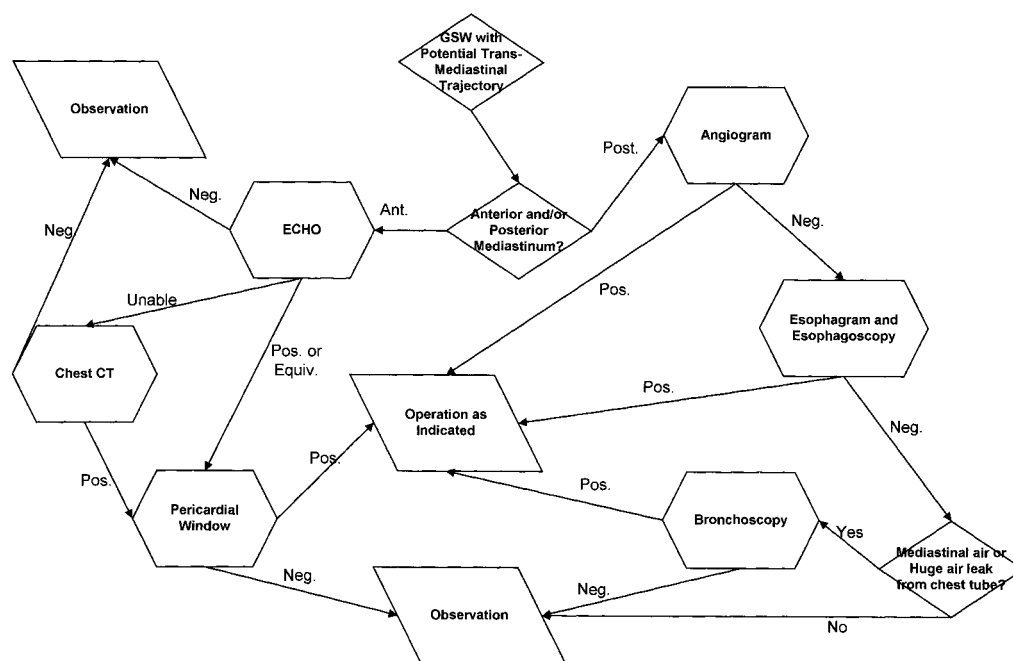 GSW with
Potential Trans-
Mediastinal
Trajectory
Observation
Angiogram
Post.
Neg.
Ant.
Anterior and/or
Posterior
Mediastinum?
ECHO
Neg.
Neg
Unable
Pos.
Esophagram and
Esophagoscopy
Pos. or
Equiv.
Chest CT
Pos.
Operation as
Indicated
Neg.
Pos.
Pos.
Pos.
Pericardial
Window
Bronchoscopy
Yes
Mediastinal air or
Huge air leak
from chest tube?
Neg.
Neg.
Observation
No